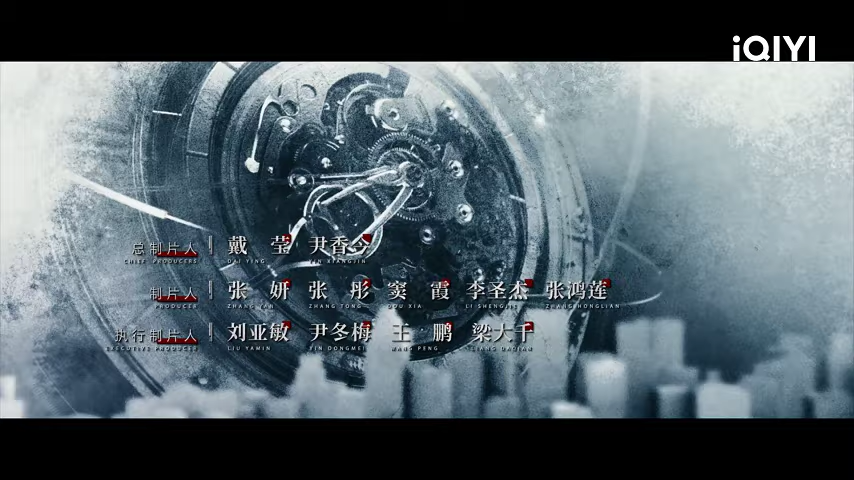 iQIYI
总制片人 戴 莹 尹香今
CHIEF PRODUCERS DAI YING YIN XIANGJIN
制片人 张 妍 张 彤 窦 霞 李圣杰 张鸿莲
PRODUCER ZHANG YAN ZHANG TONG DOU XIA LI SHENGJIE ZHANG HONGLIAN
执行制片人 刘亚敏 尹冬梅 王 鹏 梁大千
EXECUTIVE PRODUCER LIU YAMIN YIN DONGMEI WANG PENG LIANG DAQIAN